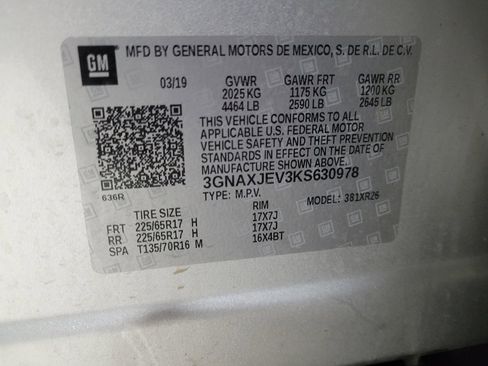 GM
MFD BY GENERAL MOTORS DE MEXICO, S. DE R.L. DE C.V.
03/19 GVWR GAWR FRT GAWR RR
2025 KG 1175 KG 1200 KG
4464 LB 2590 LB 2645 LB
THIS VEHICLE CONFORMS TO ALL
APPLICABLE U.S. FEDERAL MOTOR
VEHICLE SAFETY AND THEFT PREVENTION
STANDARDS IN EFFECT ON THE DATE OF
MANUFACTURE SHOWN ABOVE.
3GNAXJEV3KS630978
636R TYPE: M.P.V. MODEL: 381XRZ6
TIRE SIZE RIM
FRT 225/65R17 H 17X7J
RR 225/65R17 H 17X7J
SPA T135/70R16 M 16X4BT